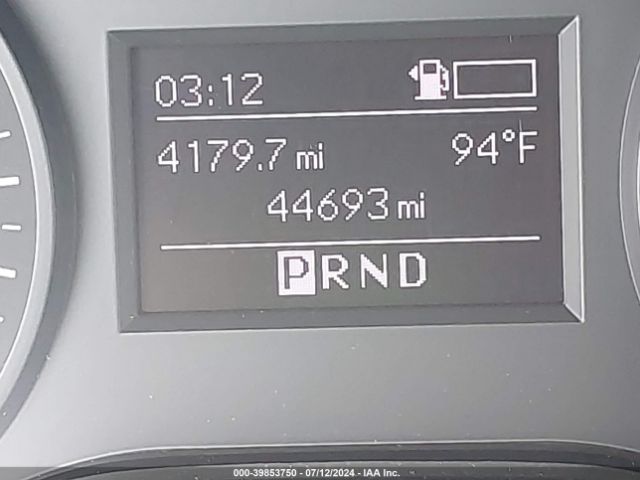 03:12
4179.7 mi 94°F
44693 mi
PRND
000-39853750 - 07/12/2024 - IAA Inc.